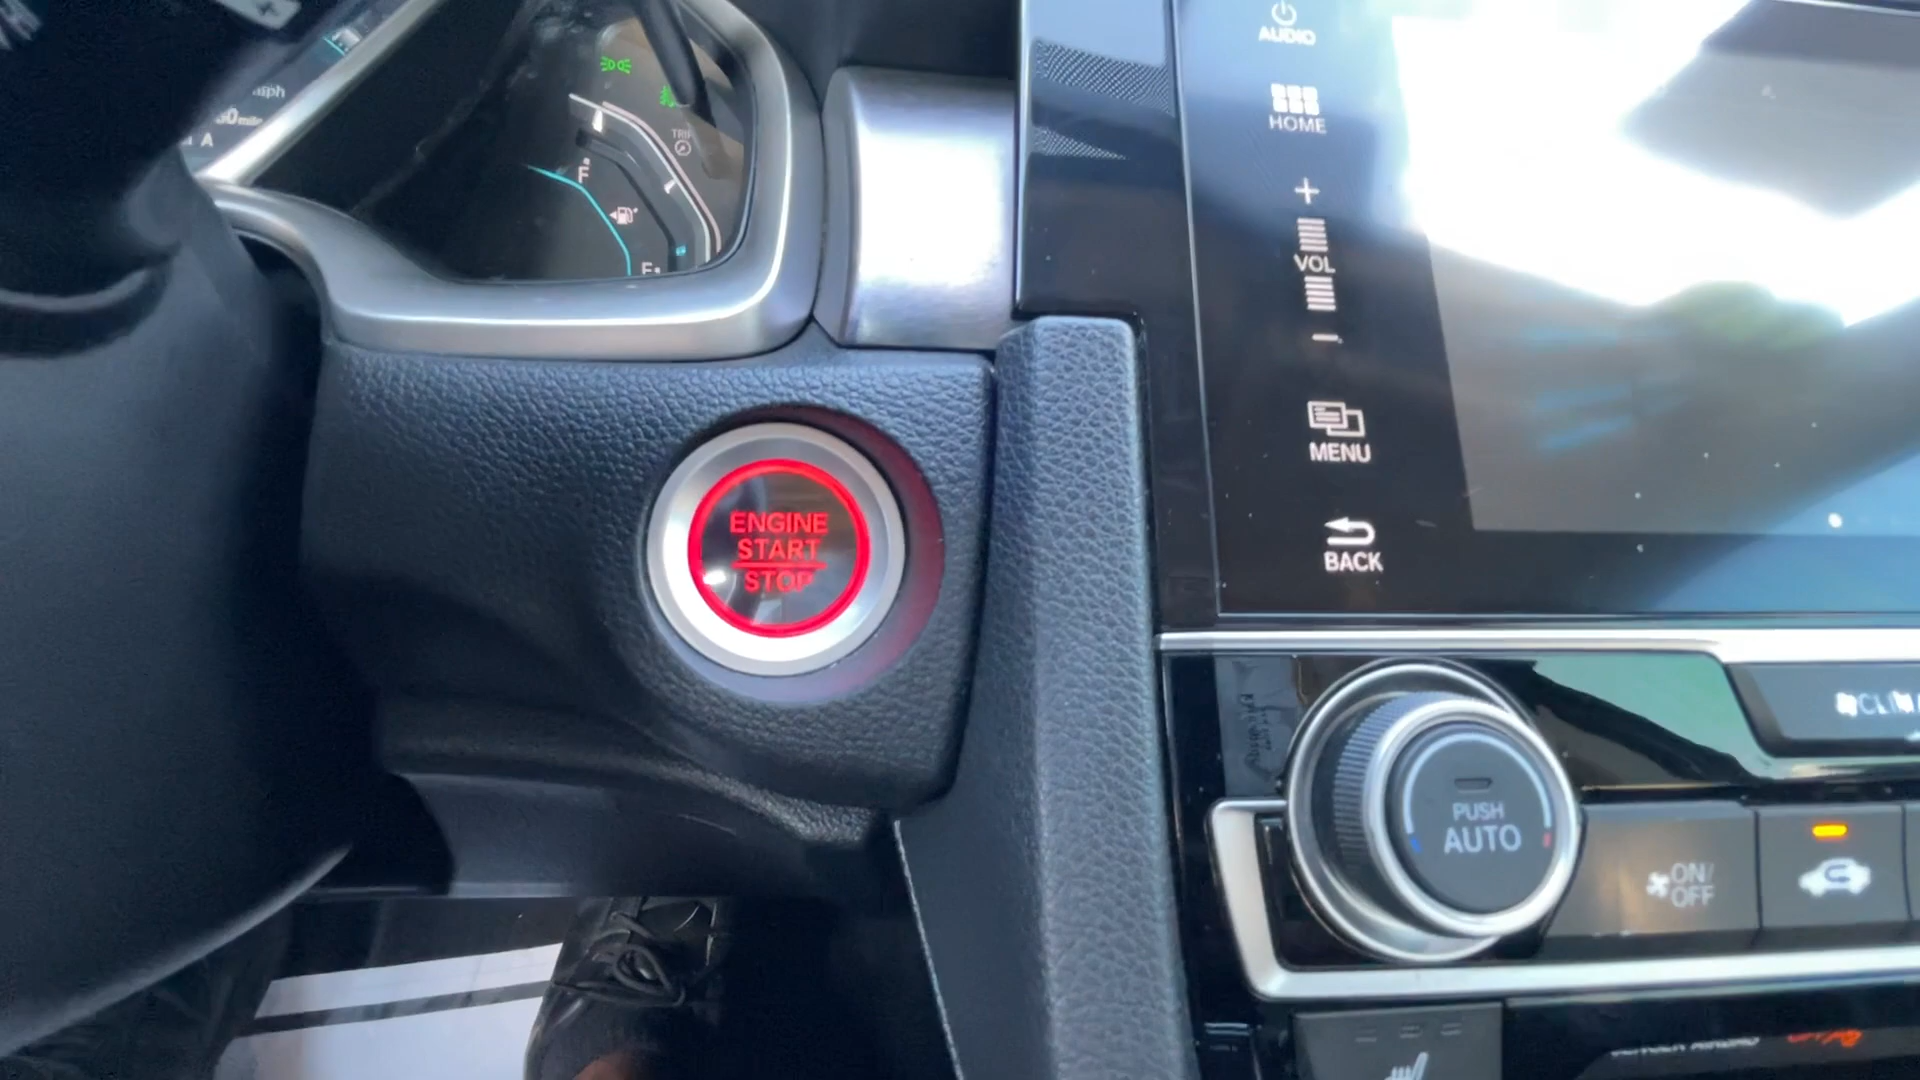 mph
A
TRIP
F
E
AUDIO
HOME
+
VOL
−
MENU
BACK
ENGINE
START
STOP
PUSH
AUTO
ON/
OFF